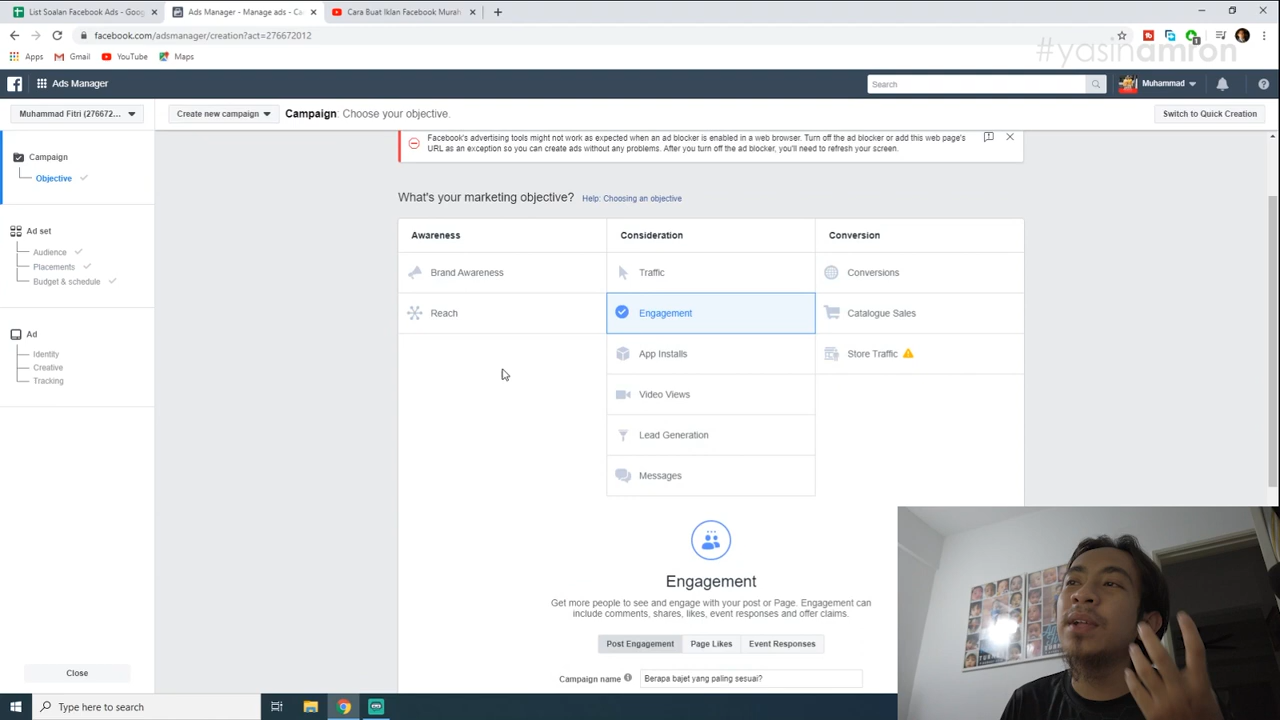 List Soalan Facebook Ads - Goog
Ads Manager - Manage ads - Ca
Cara Buat Iklan Facebook Murah
facebook.com/adsmanager/creation?act=276672012
Apps
Gmail
YouTube
Maps
#yasinamron
Ads Manager
Search
Muhammad
Muhammad Fitri (276672...
Create new campaign
Campaign: Choose your objective.
Switch to Quick Creation
Facebook's advertising tools might not work as expected when an ad blocker is enabled in a web browser. Turn off the ad blocker or add this web page's
URL as an exception so you can create ads without any problems. After you turn off the ad blocker, you'll need to refresh your screen.
Campaign
Objective
Ad set
Audience
Placements
Budget & schedule
Ad
Identity
Creative
Tracking
Close
What's your marketing objective? Help: Choosing an objective
Awareness
Consideration
Conversion
Brand Awareness
Traffic
Conversions
Reach
Engagement
Catalogue Sales
App Installs
Store Traffic
Video Views
Lead Generation
Messages
Engagement
Get more people to see and engage with your post or Page. Engagement can
include comments, shares, likes, event responses and offer claims.
Post Engagement
Page Likes
Event Responses
Campaign name
Berapa bajet yang paling sesuai?
Type here to search